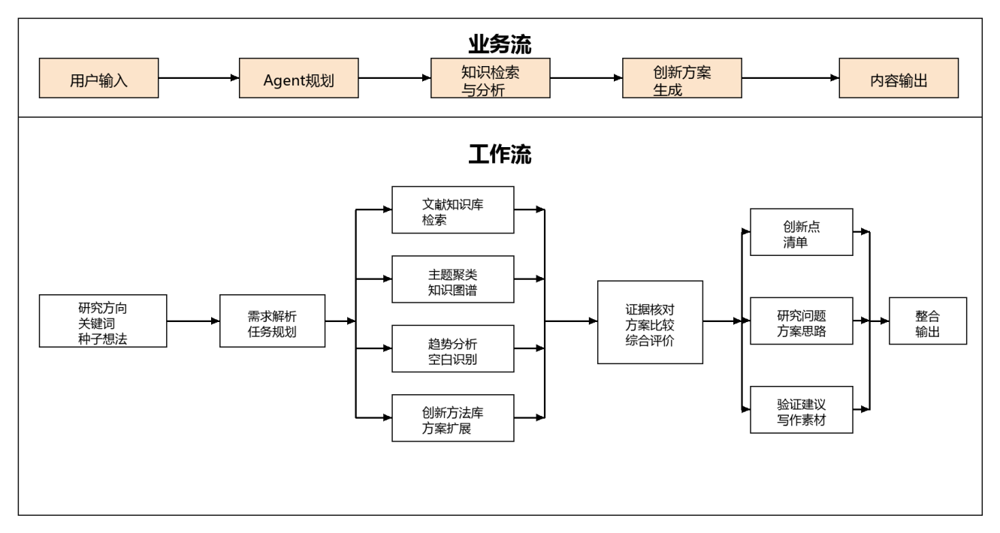 业务流
用户输入
Agent规划
知识检索
与分析
创新方案
生成
内容输出
工作流
研究方向
关键词
种子想法
需求解析
任务规划
文献知识库
检索
主题聚类
知识图谱
趋势分析
空白识别
创新方法库
方案扩展
证据核对
方案比较
综合评价
创新点
清单
研究问题
方案思路
验证建议
写作素材
整合
输出